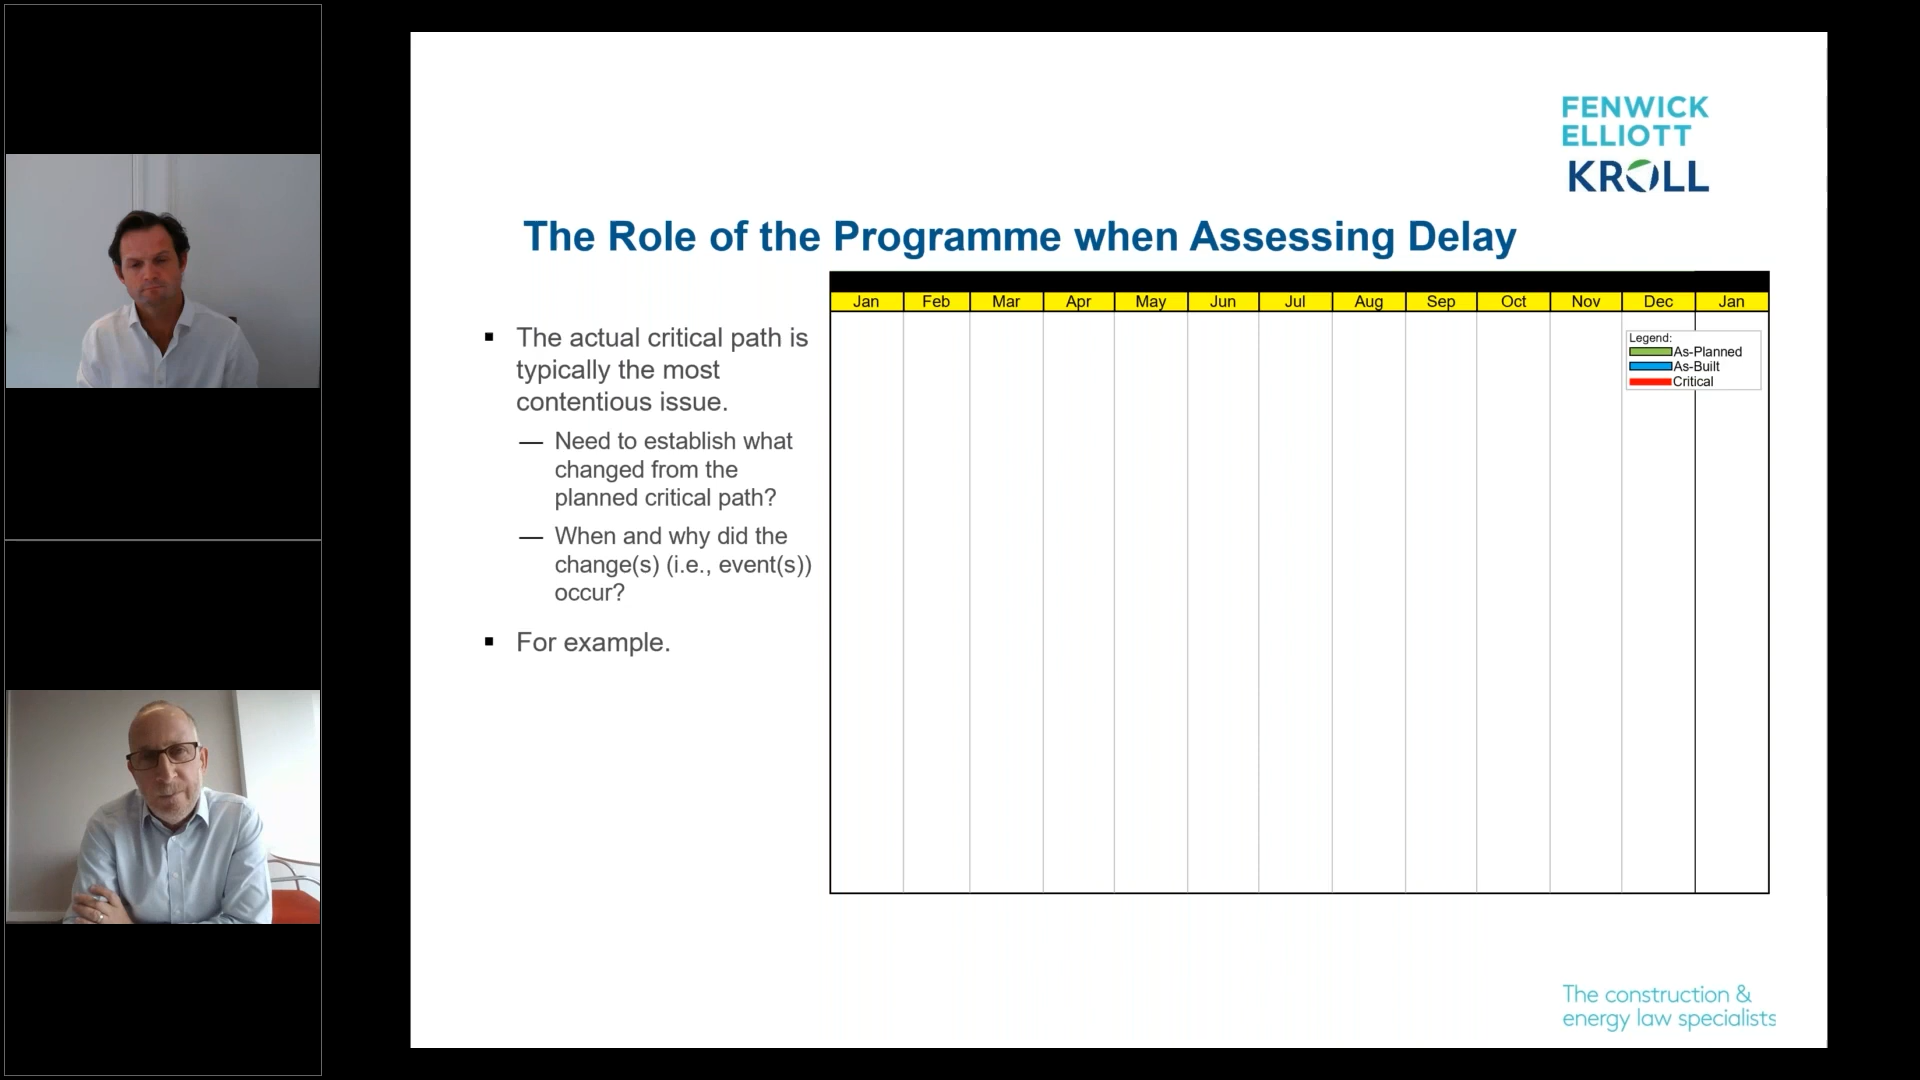 FENWICK
ELLIOTT
KROLL
The Role of the Programme when Assessing Delay
▪ The actual critical path is
typically the most
contentious issue.
— Need to establish what
changed from the
planned critical path?
— When and why did the
change(s) (i.e., event(s))
occur?
▪ For example.
Jan Feb Mar Apr May Jun Jul Aug Sep Oct Nov Dec Jan
Legend:
As-Planned
As-Built
Critical
The construction &
energy law specialists